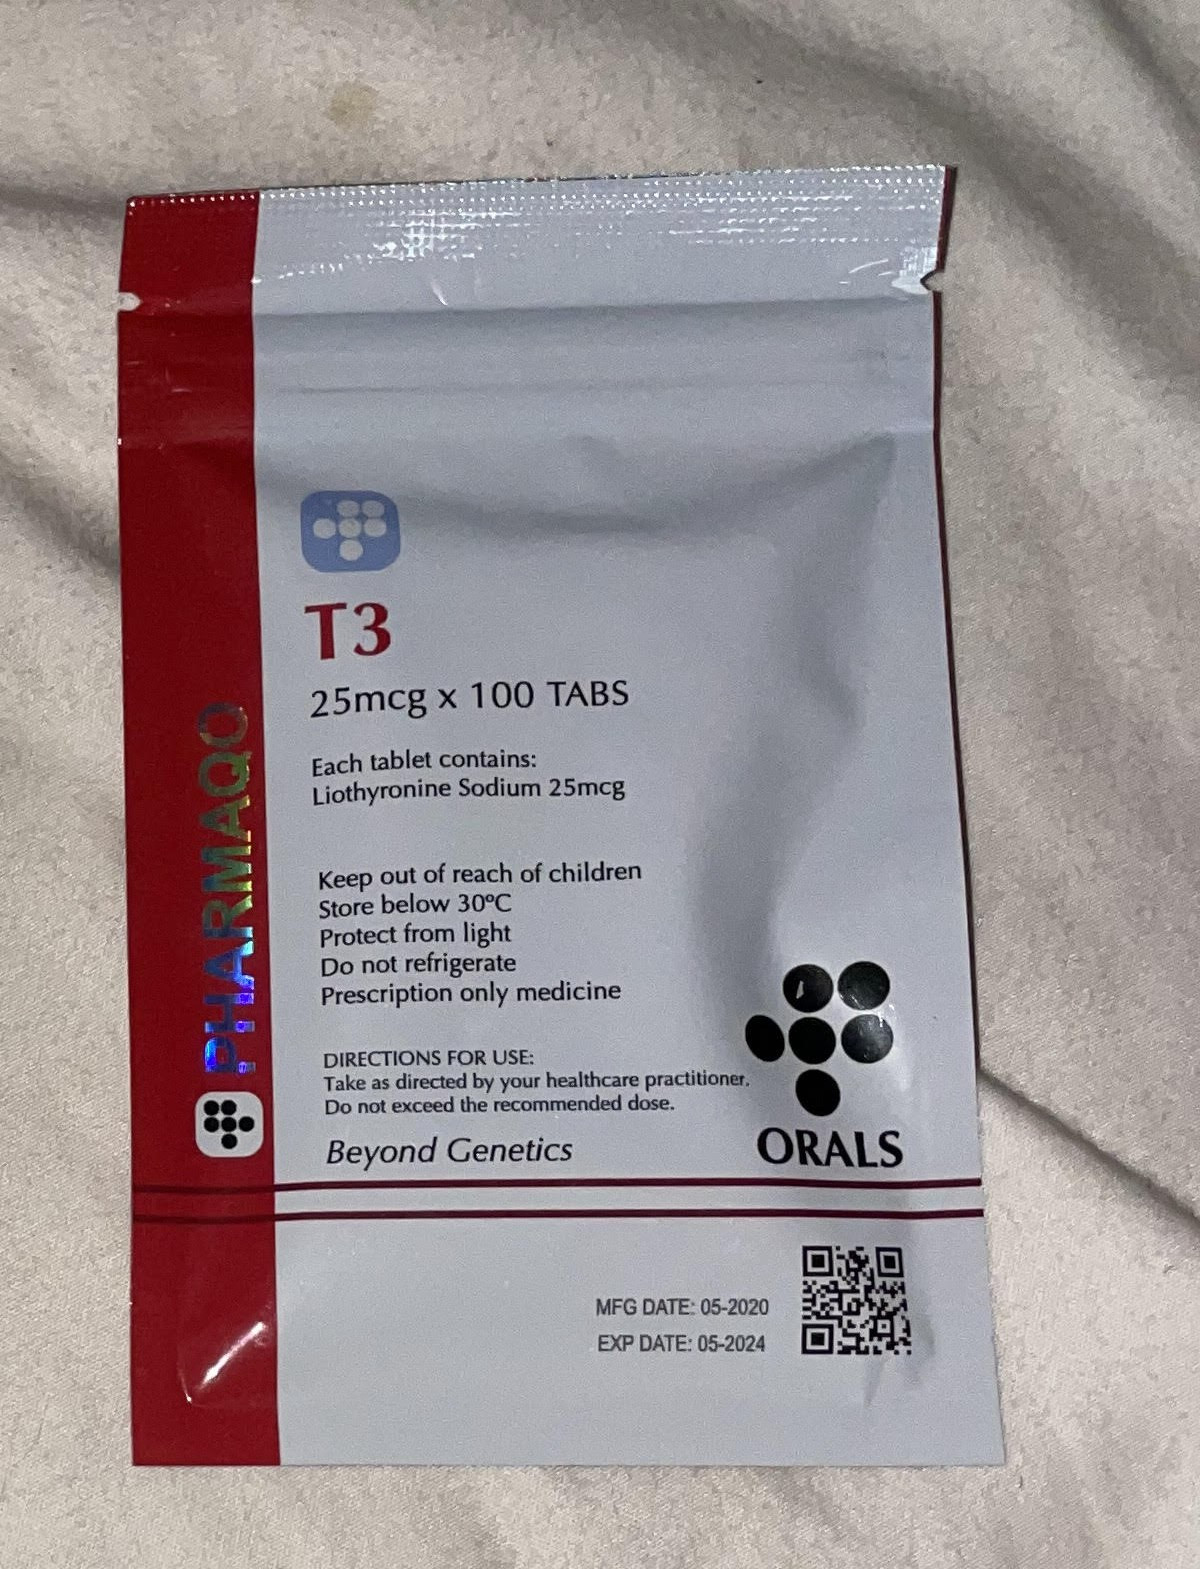 T3
25mcg x 100 TABS
Each tablet contains:
Liothyronine Sodium 25mcg
Keep out of reach of children
Store below 30ºC
Protect from light
Do not refrigerate
Prescription only medicine
DIRECTIONS FOR USE:
Take as directed by your healthcare practitioner.
Do not exceed the recommended dose.
Beyond Genetics
ORALS
PHARMAQO
MFG DATE: 05-2020
EXP DATE: 05-2024